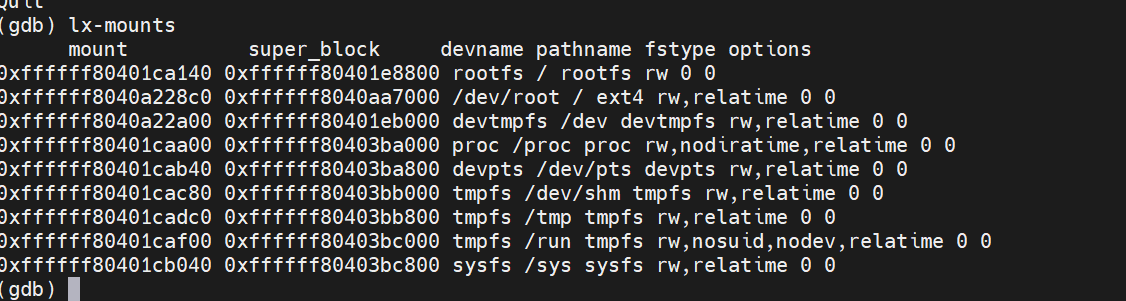 Quit
(gdb) lx-mounts
mount super_block devname pathname fstype options
0xffffff80401ca140 0xffffff80401e8800 rootfs / rootfs rw 0 0
0xffffff8040a228c0 0xffffff8040aa7000 /dev/root / ext4 rw,relatime 0 0
0xffffff8040a22a00 0xffffff80401eb000 devtmpfs /dev devtmpfs rw,relatime 0 0
0xffffff80401caa00 0xffffff80403ba000 proc /proc proc rw,nodiratime,relatime 0 0
0xffffff80401cab40 0xffffff80403ba800 devpts /dev/pts devpts rw,relatime 0 0
0xffffff80401cac80 0xffffff80403bb000 tmpfs /dev/shm tmpfs rw,relatime 0 0
0xffffff80401cadc0 0xffffff80403bb800 tmpfs /tmp tmpfs rw,relatime 0 0
0xffffff80401caf00 0xffffff80403bc000 tmpfs /run tmpfs rw,nosuid,nodev,relatime 0 0
0xffffff80401cb040 0xffffff80403bc800 sysfs /sys sysfs rw,relatime 0 0
(gdb)